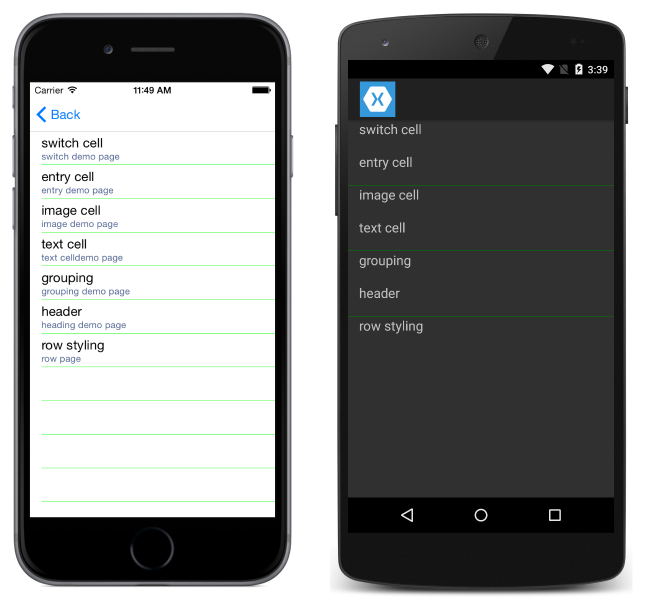 Carrier 11:49 AM
Back
switch cell
switch demo page
entry cell
entry demo page
image cell
image demo page
text cell
text celldemo page
grouping
grouping demo page
header
heading demo page
row styling
row page
3:39
X
switch cell
entry cell
image cell
text cell
grouping
header
row styling